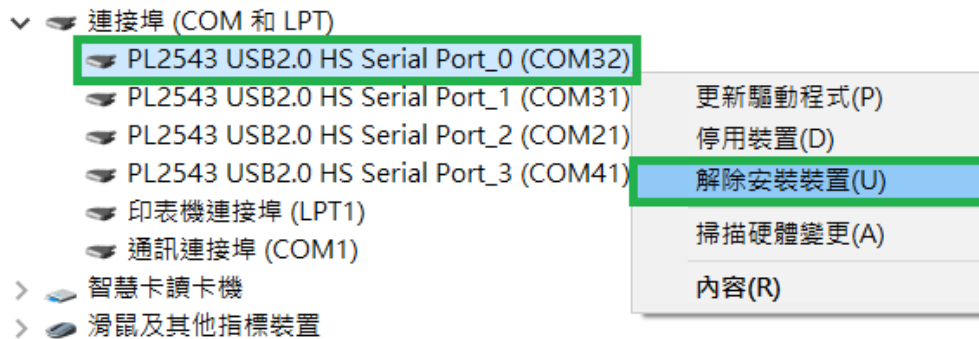 連接埠 (COM 和 LPT)
PL2543 USB2.0 HS Serial Port_0 (COM32)
PL2543 USB2.0 HS Serial Port_1 (COM31)
PL2543 USB2.0 HS Serial Port_2 (COM21)
PL2543 USB2.0 HS Serial Port_3 (COM41)
印表機連接埠 (LPT1)
通訊連接埠 (COM1)
智慧卡讀卡機
滑鼠及其他指標裝置
更新驅動程式(P)
停用裝置(D)
解除安裝裝置(U)
掃描硬體變更(A)
內容(R)